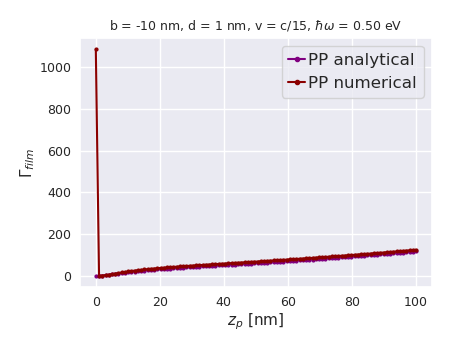 b = -10 nm, d = 1 nm, v = c/15, ℏω = 0.50 eV
PP analytical
PP numerical
1000
800
600
400
200
0
Γfilm
0 20 40 60 80 100
zp [nm]